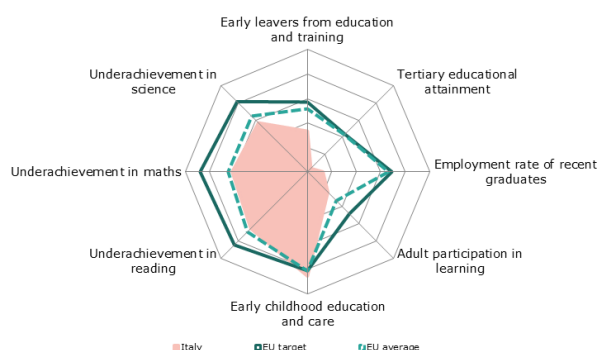 Early leavers from education
and training
Underachievement in
science
Tertiary educational
attainment
Underachievement in maths
Employment rate of recent
graduates
Underachievement in
reading
Adult participation in
learning
Early childhood education
and care
Italy
EU target
EU average